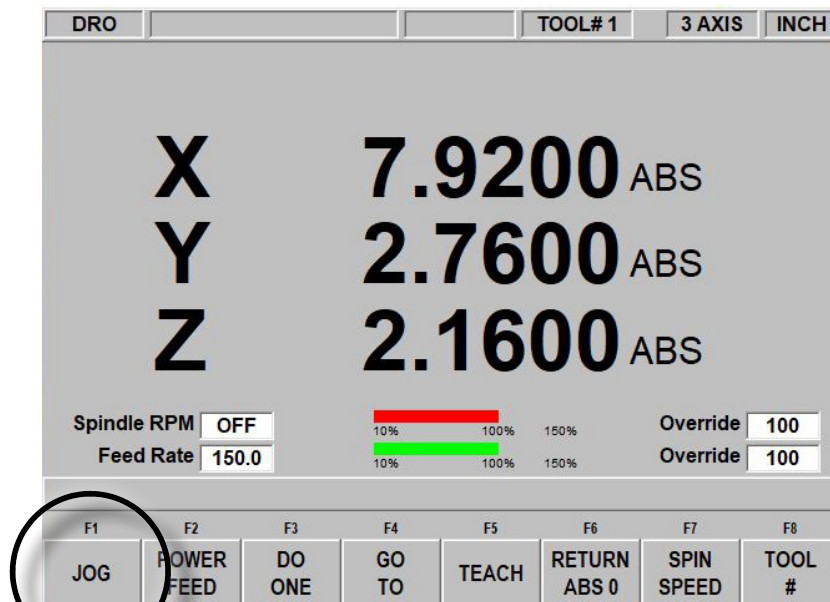 DRO TOOL# 1 3 AXIS INCH
X 7.9200 ABS
Y 2.7600 ABS
Z 2.1600 ABS
Spindle RPM OFF 10% 100% 150% Override 100
Feed Rate 150.0 10% 100% 150% Override 100
F1 F2 F3 F4 F5 F6 F7 F8
JOG POWER FEED DO ONE GO TO TEACH RETURN ABS 0 SPIN SPEED TOOL #